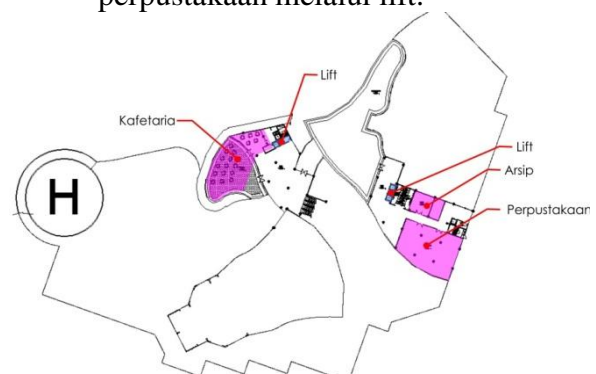 perpustakaan melalui lift.
Lift
Kafetaria
Lift
Arsip
H
Perpustakaan